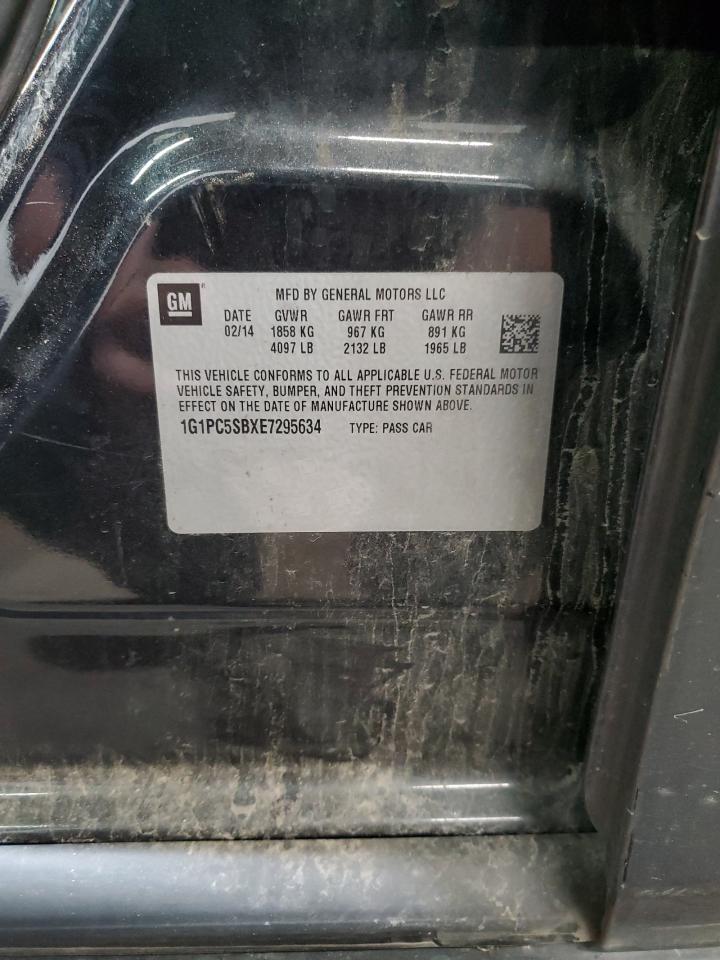 GM
MFD BY GENERAL MOTORS LLC
DATE GVWR GAWR FRT GAWR RR
02/14 1858 KG 967 KG 891 KG
4097 LB 2132 LB 1965 LB
THIS VEHICLE CONFORMS TO ALL APPLICABLE U.S. FEDERAL MOTOR
VEHICLE SAFETY, BUMPER, AND THEFT PREVENTION STANDARDS IN
EFFECT ON THE DATE OF MANUFACTURE SHOWN ABOVE.
1G1PC5SBXE7295634 TYPE: PASS CAR